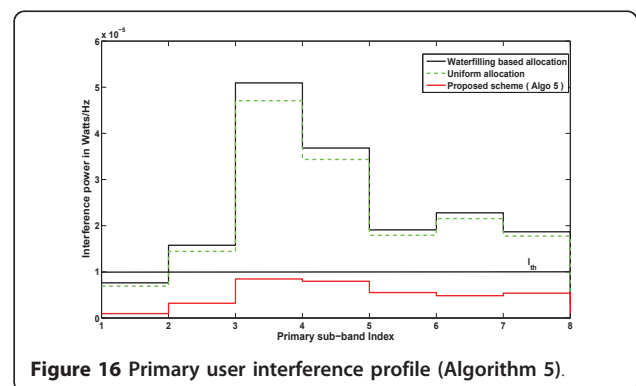 x 10⁻⁵
6
5
4
3
2
1
0
Interference power in Watts/Hz
Waterfilling based allocation
Uniform allocation
Proposed scheme ( Algo 5 )
I_th
1 2 3 4 5 6 7 8
Primary sub−band Index
Figure 16 Primary user interference profile (Algorithm 5).